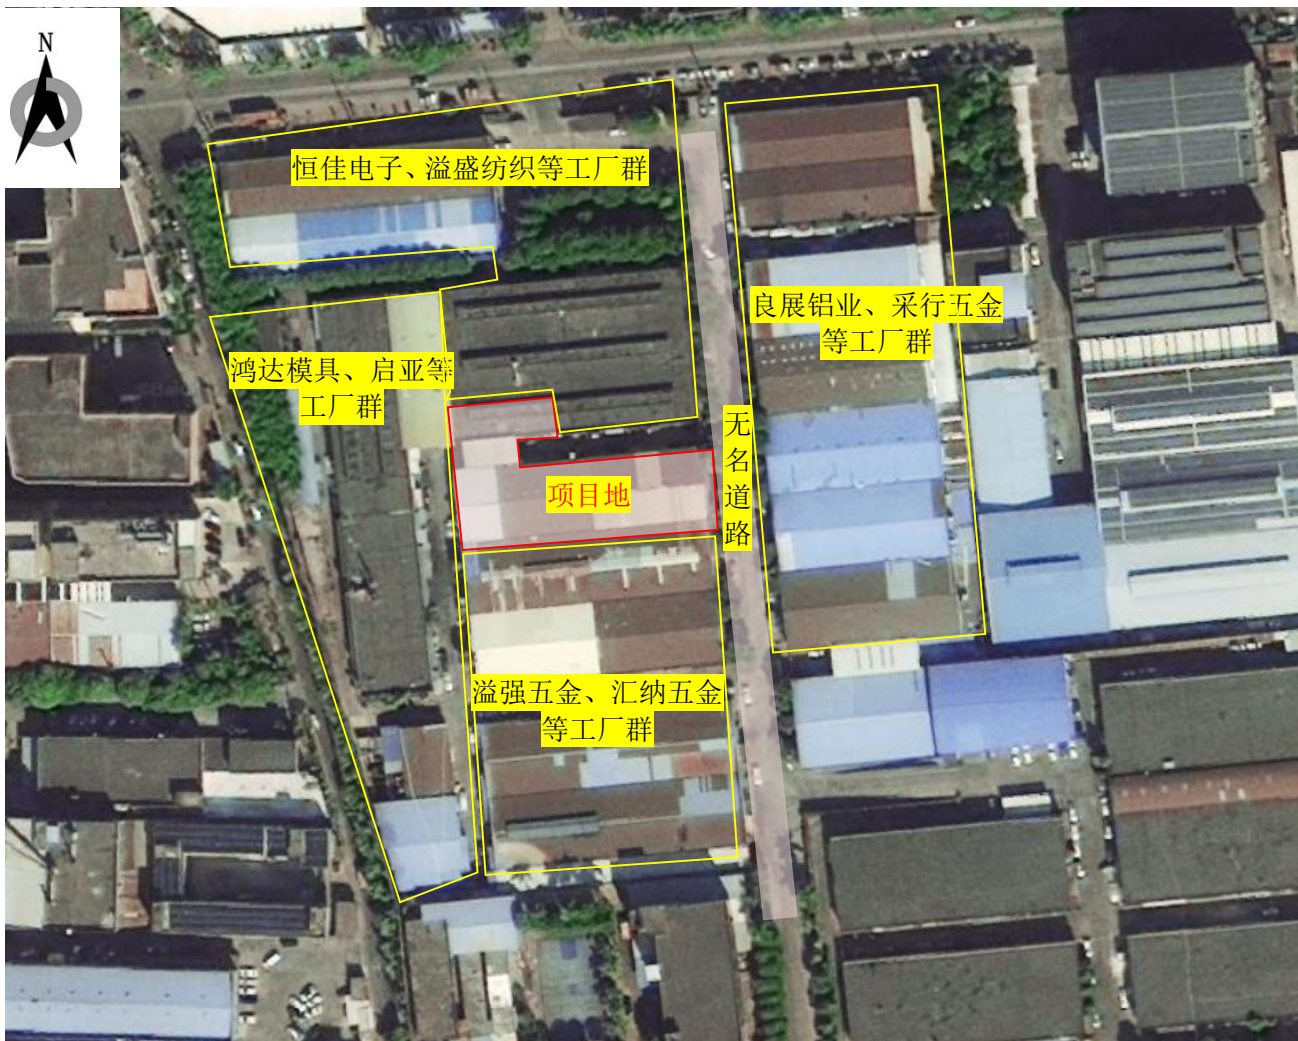 N
恒佳电子、溢盛纺织等工厂群
良展铝业、采行五金
等工厂群
鸿达模具、启亚等
工厂群
无名道路
项目地
溢强五金、汇纳五金
等工厂群